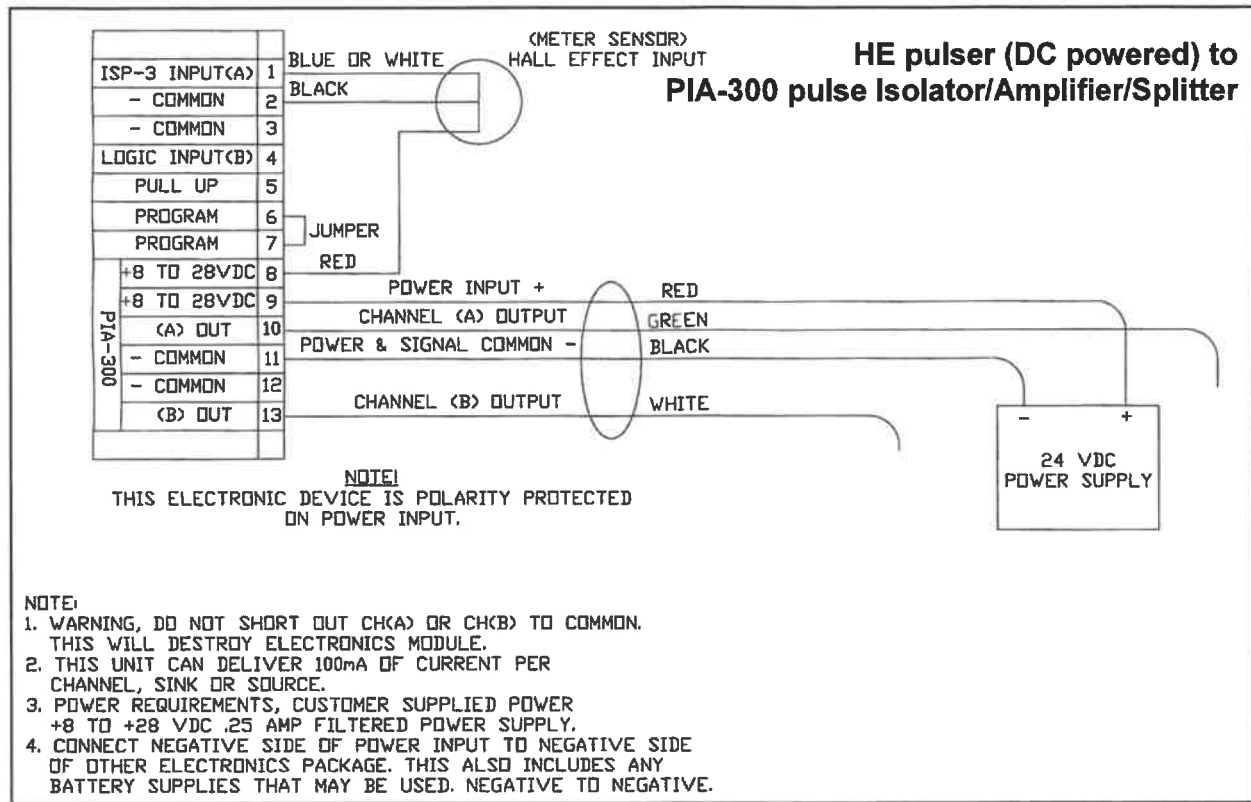 HE pulser (DC powered) to
PIA-300 pulse Isolator/Amplifier/Splitter
(METER SENSOR)
HALL EFFECT INPUT
BLUE OR WHITE
ISP-3 INPUT(A) 1
BLACK
- COMMON 2
- COMMON 3
LOGIC INPUT(B) 4
PULL UP 5
PROGRAM 6
JUMPER
PROGRAM 7
RED
+8 TO 28VDC 8
POWER INPUT + RED
+8 TO 28VDC 9
CHANNEL (A) OUTPUT GREEN
(A) OUT 10
POWER & SIGNAL COMMON - BLACK
- COMMON 11
- COMMON 12
CHANNEL (B) OUTPUT WHITE
(B) OUT 13
PIA-300
- +
24 VDC
POWER SUPPLY
NOTE!
THIS ELECTRONIC DEVICE IS POLARITY PROTECTED
ON POWER INPUT.
NOTE:
1. WARNING, DO NOT SHORT OUT CH(A) OR CH(B) TO COMMON.
THIS WILL DESTROY ELECTRONICS MODULE.
2. THIS UNIT CAN DELIVER 100mA OF CURRENT PER
CHANNEL, SINK OR SOURCE.
3. POWER REQUIREMENTS, CUSTOMER SUPPLIED POWER
+8 TO +28 VDC .25 AMP FILTERED POWER SUPPLY.
4. CONNECT NEGATIVE SIDE OF POWER INPUT TO NEGATIVE SIDE
OF OTHER ELECTRONICS PACKAGE. THIS ALSO INCLUDES ANY
BATTERY SUPPLIES THAT MAY BE USED. NEGATIVE TO NEGATIVE.